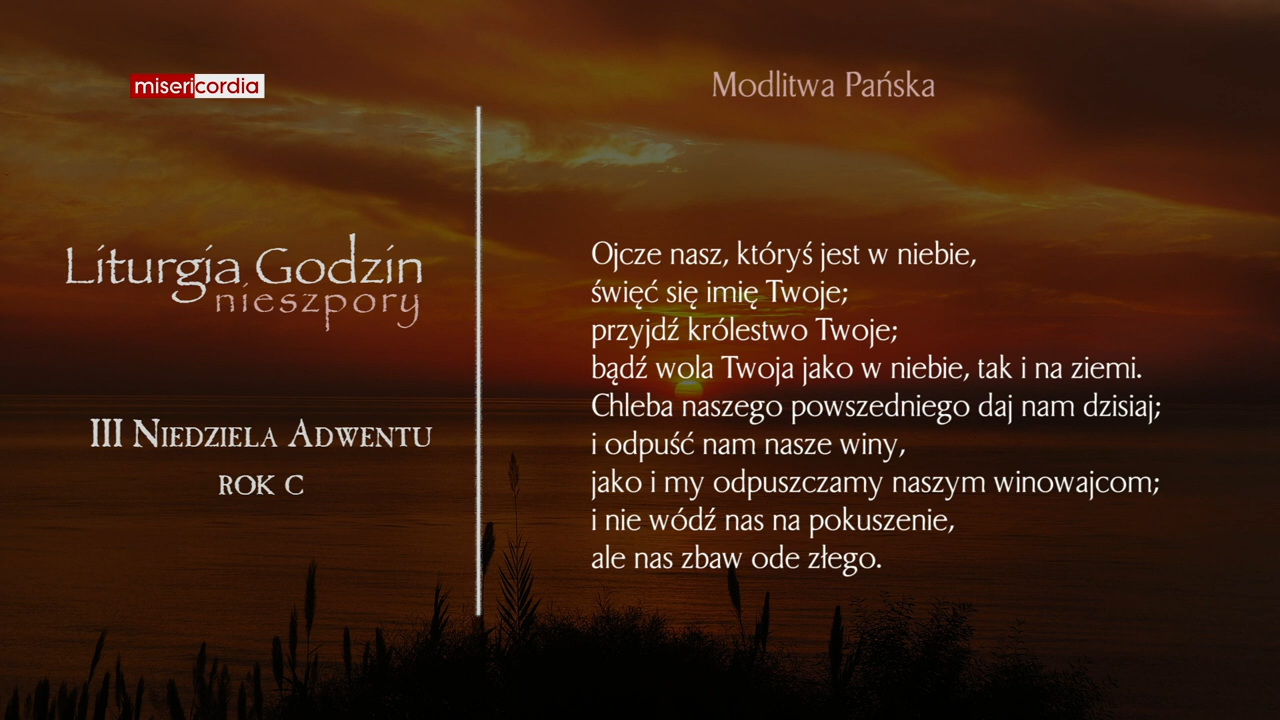 misericordia
Liturgia Godzin
nieszpory
III Niedziela Adwentu
rok C
Modlitwa Pańska
Ojcze nasz, któryś jest w niebie,
święć się imię Twoje;
przyjdź królestwo Twoje;
bądź wola Twoja jako w niebie, tak i na ziemi.
Chleba naszego powszedniego daj nam dzisiaj;
i odpuść nam nasze winy,
jako i my odpuszczamy naszym winowajcom;
i nie wódź nas na pokuszenie,
ale nas zbaw ode złego.